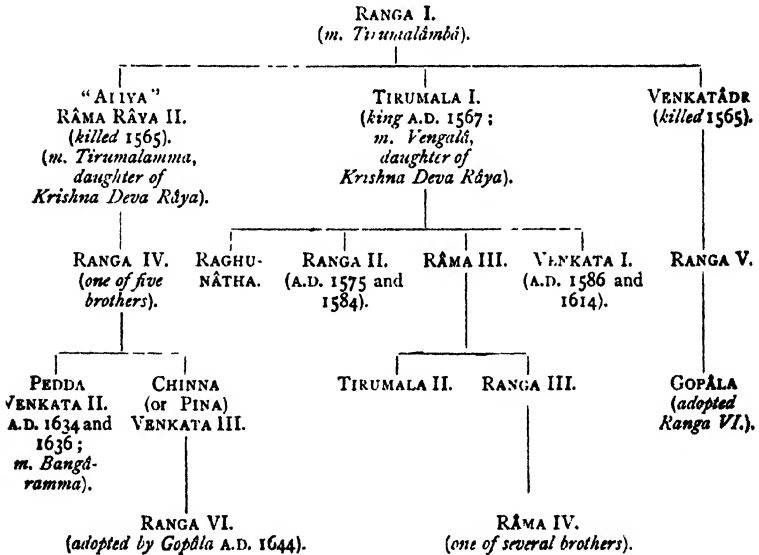 RANGA I.
(m. Tirumalâmbâ).
"ALIYA"
RÂMA RÂYA II.
(killed 1565).
(m. Tirumalamma,
daughter of
Krishna Deva Râya).
TIRUMALA I.
(king A.D. 1567;
m. Vengalâ,
daughter of
Krishna Deva Râya).
VENKATÂDR
(killed 1565).
RANGA IV.
(one of five
brothers).
RAGHU-
NÂTHA.
RANGA II.
(A.D. 1575 and
1584).
RÂMA III.
VENKATA I.
(A.D. 1586 and
1614).
RANGA V.
PEDDA
VENKATA II.
A.D. 1634 and
1636;
m. Bangâ-
ramma).
CHINNA
(or PINA)
VENKATA III.
TIRUMALA II.
RANGA III.
GOPÂLA
(adopted
Ranga VI.).
RANGA VI.
(adopted by Gopâla A.D. 1644).
RÂMA IV.
(one of several brothers).